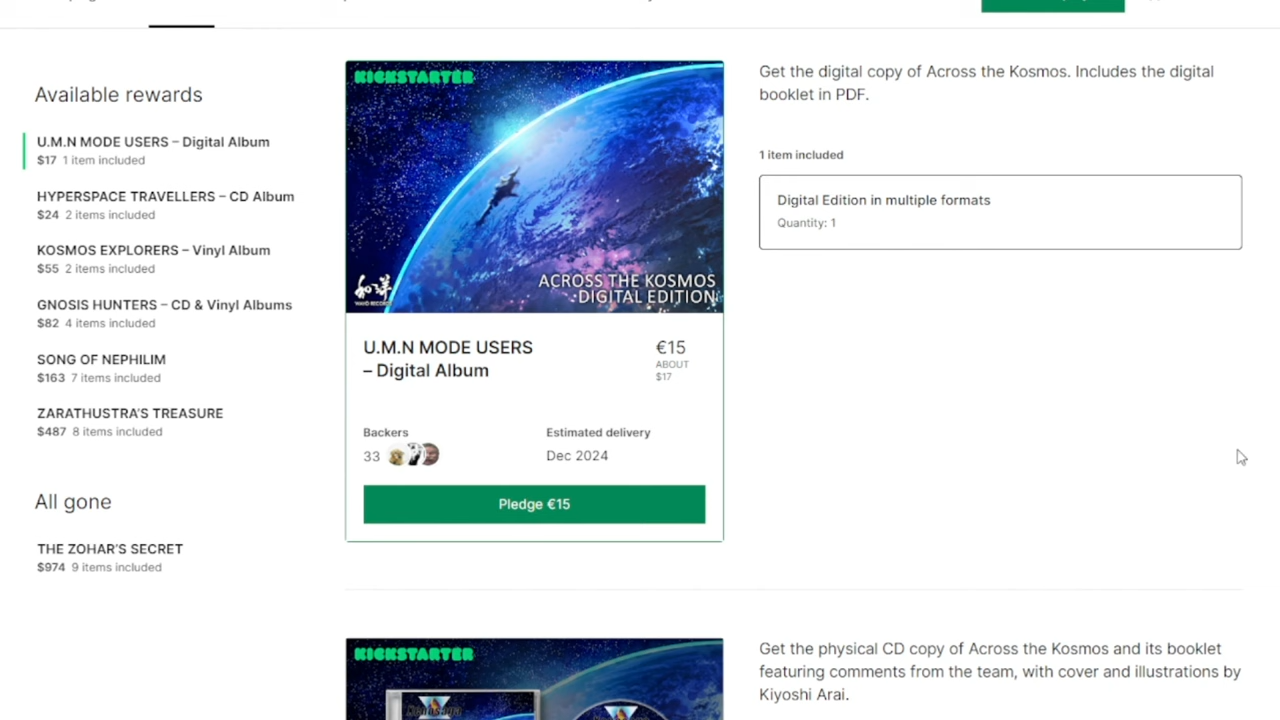 Available rewards
U.M.N MODE USERS – Digital Album
$17 1 item included
HYPERSPACE TRAVELLERS – CD Album
$24 2 items included
KOSMOS EXPLORERS – Vinyl Album
$55 2 items included
GNOSIS HUNTERS – CD & Vinyl Albums
$82 4 items included
SONG OF NEPHILIM
$163 7 items included
ZARATHUSTRA'S TREASURE
$487 8 items included
All gone
THE ZOHAR'S SECRET
$974 9 items included
KICKSTARTER
和洋
WAYO RECORDS
ACROSS THE KOSMOS
DIGITAL EDITION
U.M.N MODE USERS
– Digital Album
€15
ABOUT
$17
Backers
33
Estimated delivery
Dec 2024
Pledge €15
Get the digital copy of Across the Kosmos. Includes the digital
booklet in PDF.
1 item included
Digital Edition in multiple formats
Quantity: 1
KICKSTARTER
Get the physical CD copy of Across the Kosmos and its booklet
featuring comments from the team, with cover and illustrations by
Kiyoshi Arai.